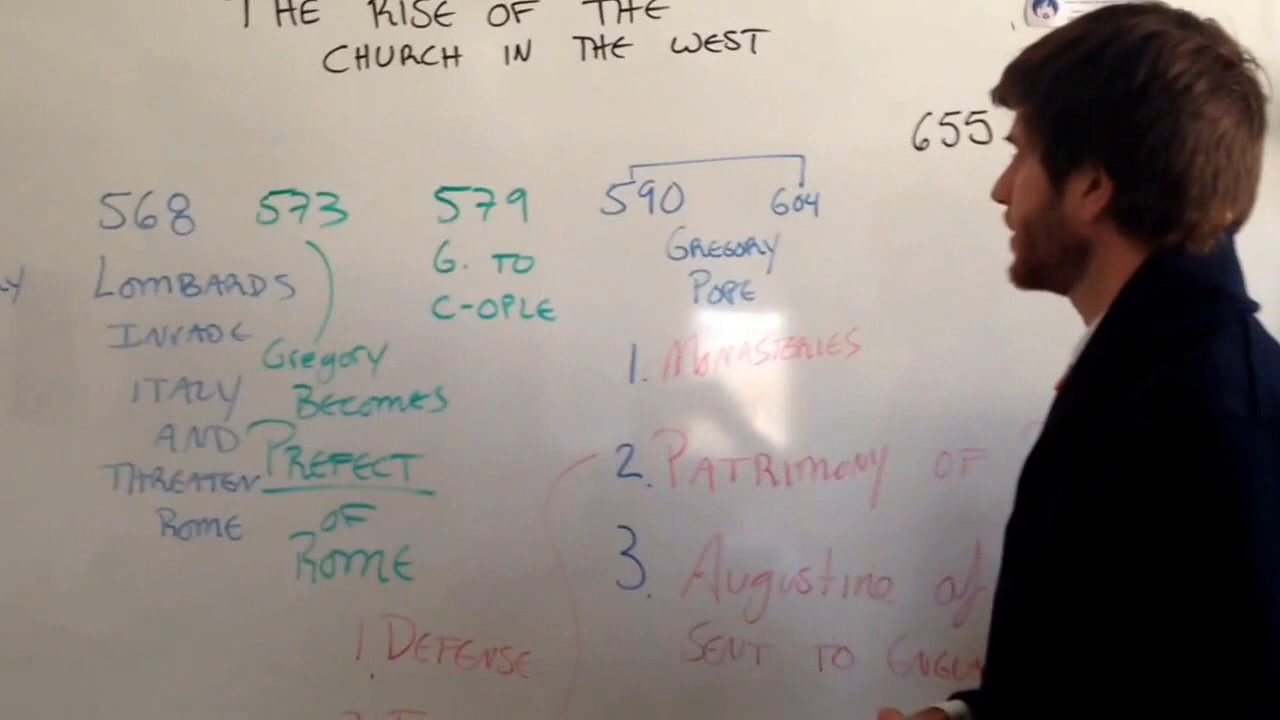 THE RISE OF THE
CHURCH IN THE WEST
655
568
LOMBARDS
INVADE
ITALY
AND
THREATEN
ROME
573
Gregory
BECOMES
PREFECT
OF
ROME
579
G. TO
C-OPLE
590 604
GREGORY
POPE
1. MONASTERIES
2. PATRIMONY OF
3. Augustine of
SENT TO
1. DEFENSE